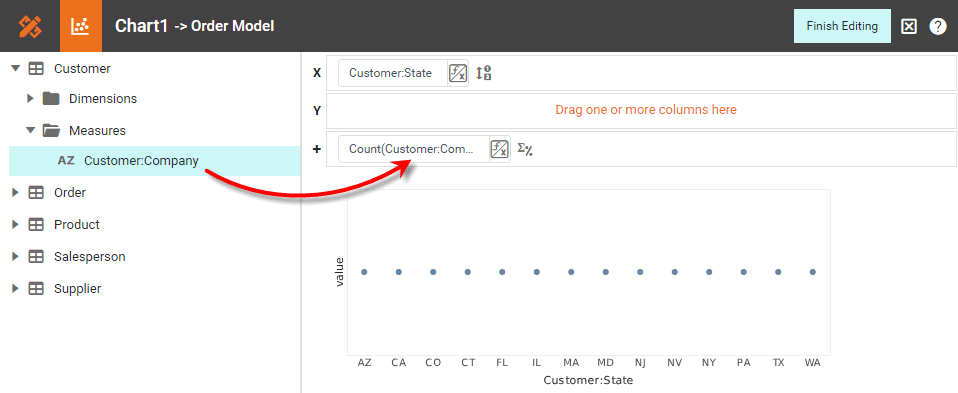 Chart1 -> Order Model
Finish Editing
?
Customer
Dimensions
Measures
AZ Customer:Company
Order
Product
Salesperson
Supplier
X Customer:State
Y Drag one or more columns here
+ Count(Customer:Com...
value
AZ CA CO CT FL IL MA MD NJ NV NY PA TX WA
Customer:State